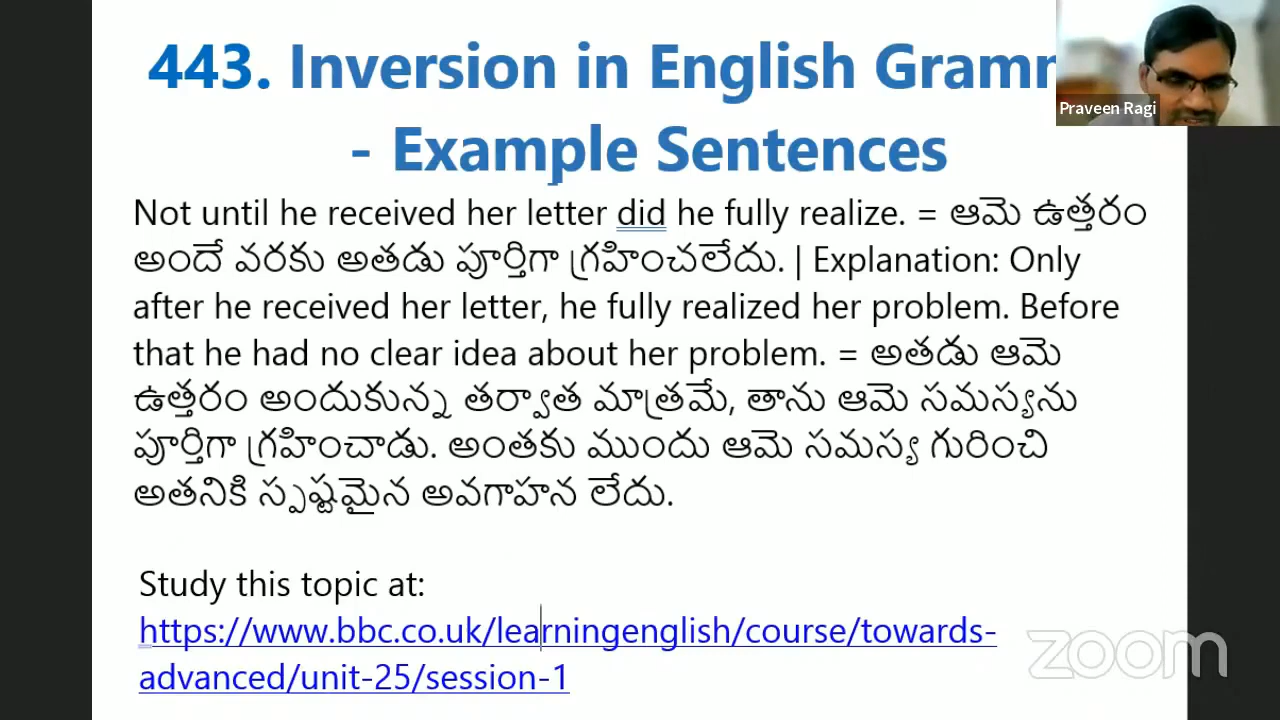 443. Inversion in English Gramm
- Example Sentences
Praveen Ragi
Not until he received her letter did he fully realize. = ఆమె ఉత్తరం
అందే వరకు అతడు పూర్తిగా గ్రహించలేదు. | Explanation: Only
after he received her letter, he fully realized her problem. Before
that he had no clear idea about her problem. = అతడు ఆమె
ఉత్తరం అందుకున్న తర్వాత మాత్రమే, తాను ఆమె సమస్యను
పూర్తిగా గ్రహించాడు. అంతకు ముందు ఆమె సమస్య గురించి
అతనికి స్పష్టమైన అవగాహన లేదు.
Study this topic at:
https://www.bbc.co.uk/learningenglish/course/towards-
advanced/unit-25/session-1
zoom